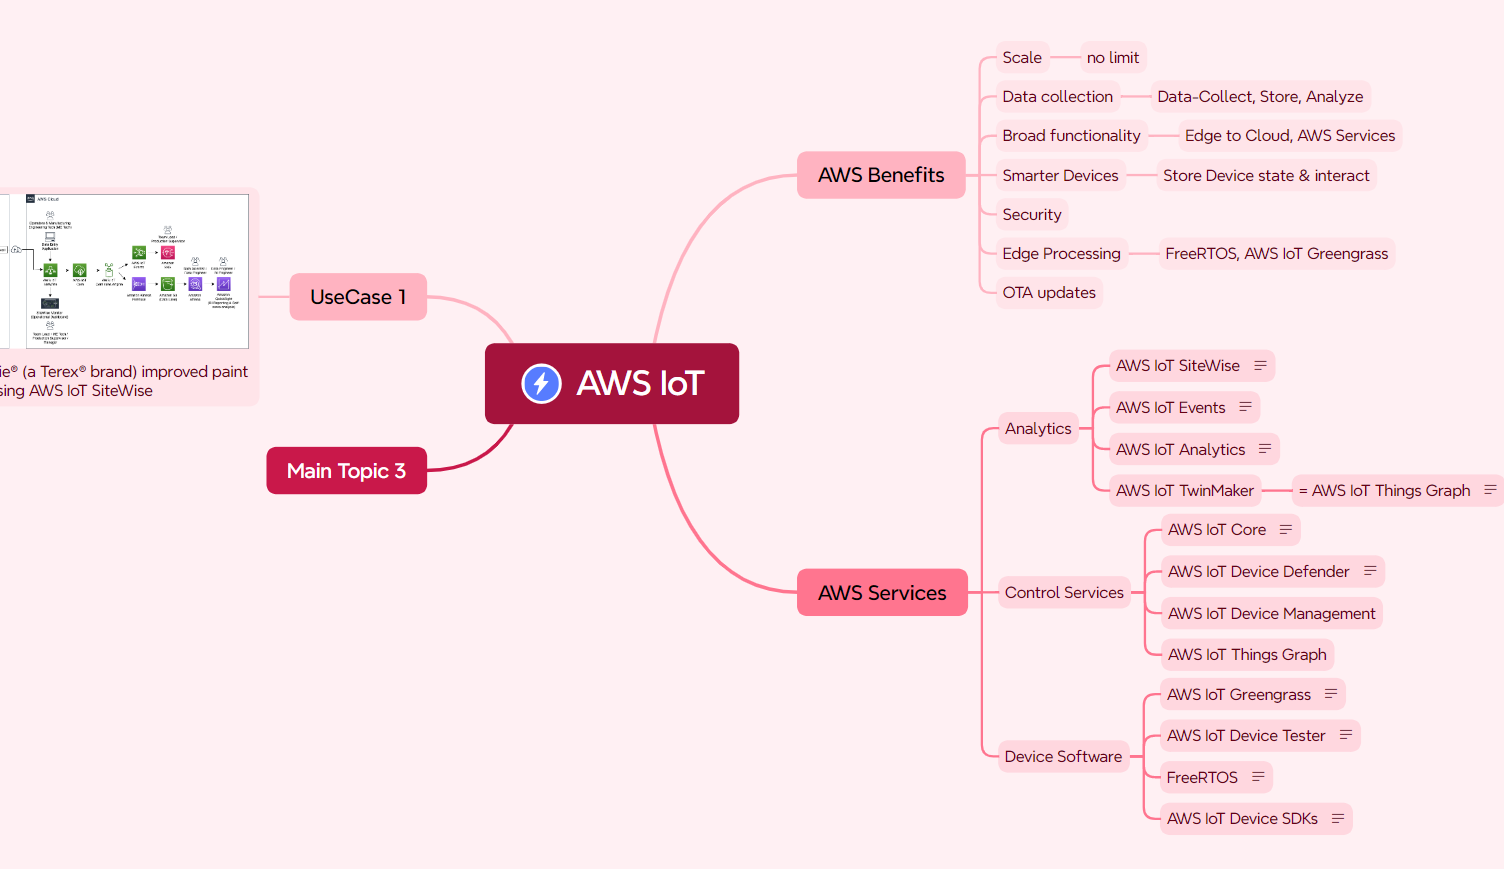 AWS IoT
AWS Benefits
Scale
no limit
Data collection
Data-Collect, Store, Analyze
Broad functionality
Edge to Cloud, AWS Services
Smarter Devices
Store Device state & interact
Security
Edge Processing
FreeRTOS, AWS IoT Greengrass
OTA updates
AWS Services
Analytics
AWS IoT SiteWise
AWS IoT Events
AWS IoT Analytics
AWS IoT TwinMaker
= AWS IoT Things Graph
Control Services
AWS IoT Core
AWS IoT Device Defender
AWS IoT Device Management
AWS IoT Things Graph
Device Software
AWS IoT Greengrass
AWS IoT Device Tester
FreeRTOS
AWS IoT Device SDKs
UseCase 1
AWS Cloud
ie® (a Terex® brand) improved paint
sing AWS IoT SiteWise
Main Topic 3